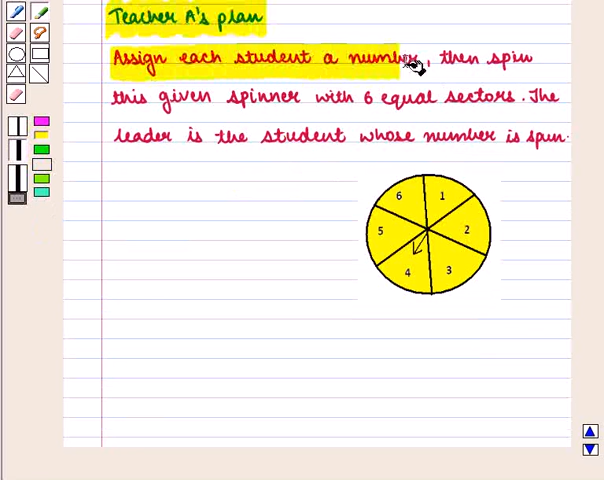 Teacher A's plan
Assign each student a number, then spin
this given spinner with 6 equal sectors. The
leader is the student whose number is spun.
6 1
5 2
4 3